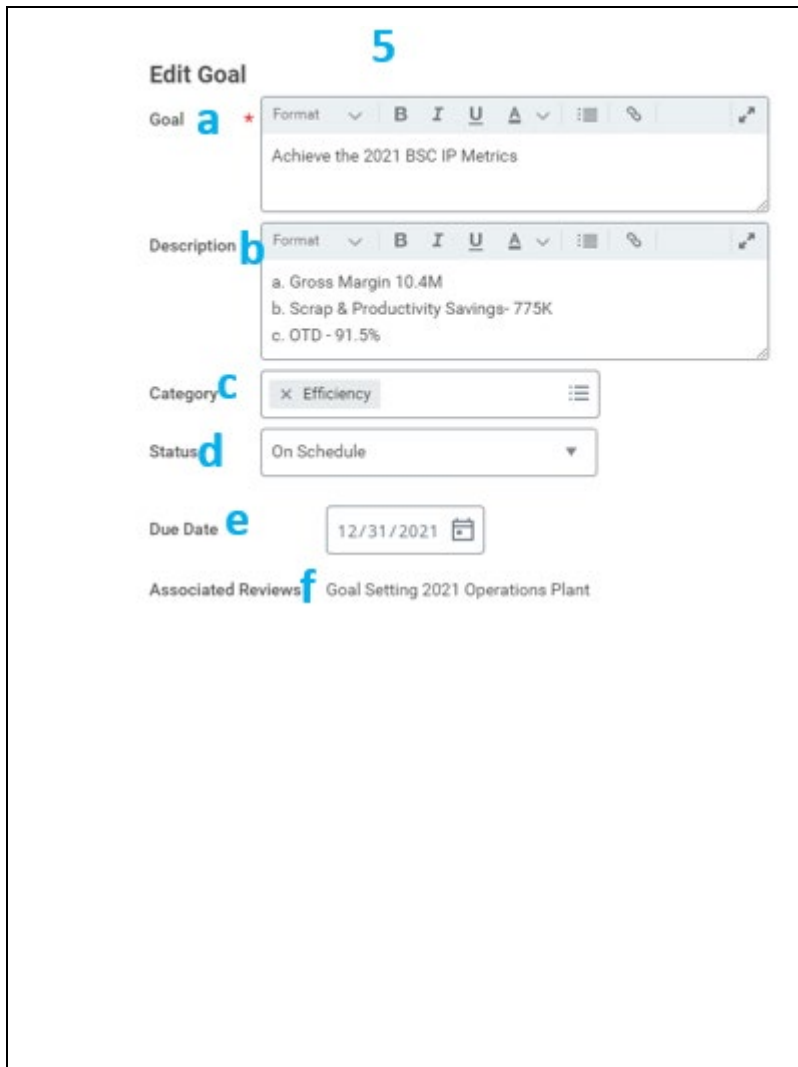 5
Edit Goal
Goal a * Format B I U A
Achieve the 2021 BSC IP Metrics
Description b Format B I U A
a. Gross Margin 10.4M
b. Scrap & Productivity Savings- 775K
c. OTD - 91.5%
Category c × Efficiency
Status d On Schedule
Due Date e 12/31/2021
Associated Reviews f Goal Setting 2021 Operations Plant